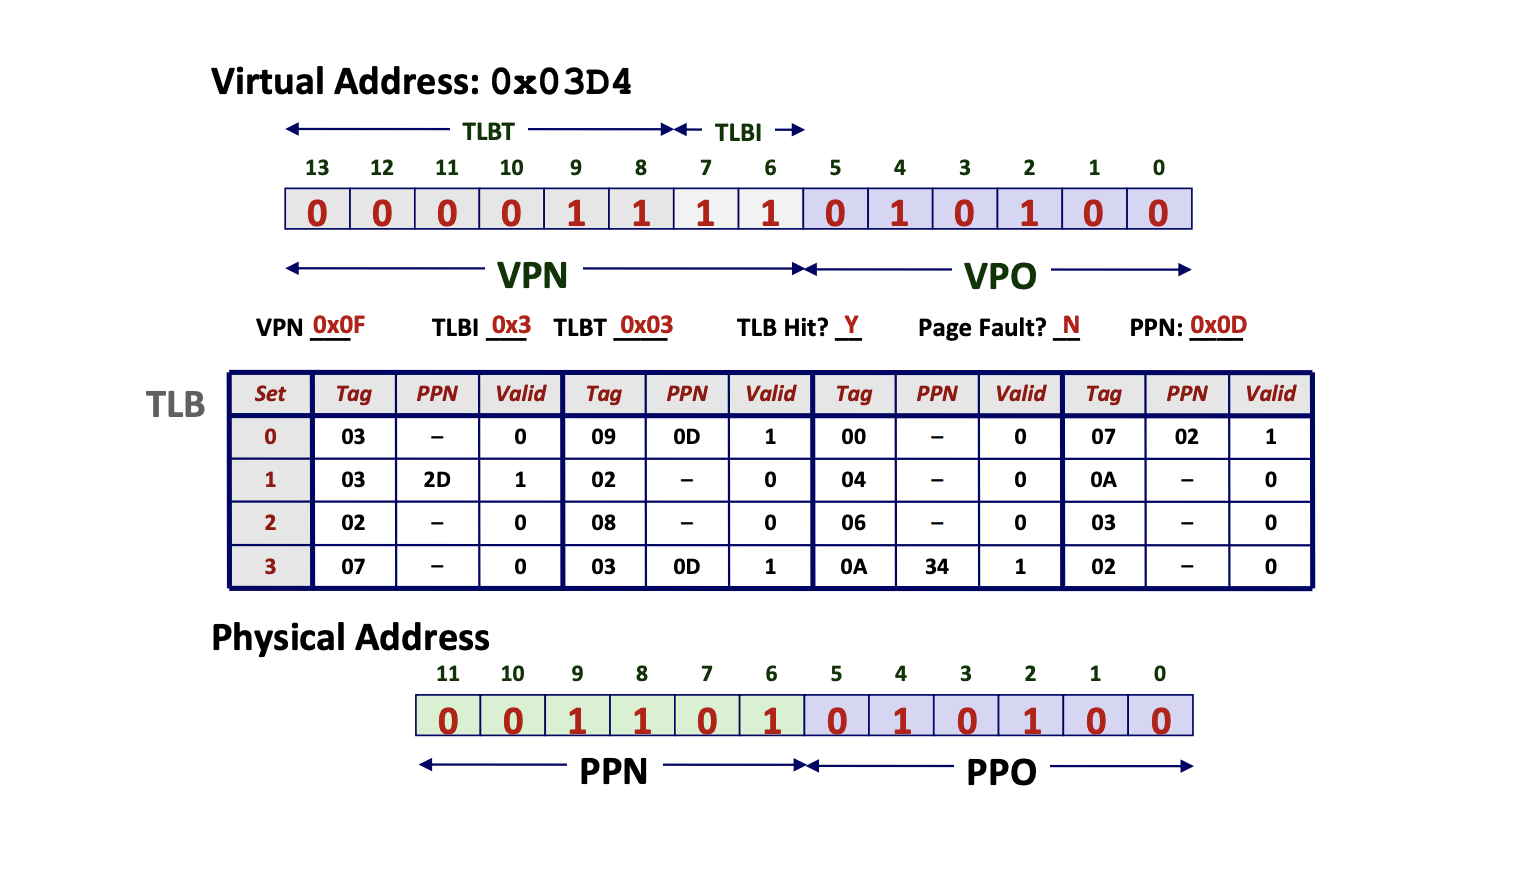 Virtual Address: 0x03D4
TLBT TLBI
13 12 11 10 9 8 7 6 5 4 3 2 1 0
0 0 0 0 1 1 1 1 0 1 0 1 0 0
VPN VPO
VPN 0x0F TLBI 0x3 TLBT 0x03 TLB Hit? Y Page Fault? N PPN: 0x0D
TLB
Set Tag PPN Valid Tag PPN Valid Tag PPN Valid Tag PPN Valid
0 03 – 0 09 0D 1 00 – 0 07 02 1
1 03 2D 1 02 – 0 04 – 0 0A – 0
2 02 – 0 08 – 0 06 – 0 03 – 0
3 07 – 0 03 0D 1 0A 34 1 02 – 0
Physical Address
11 10 9 8 7 6 5 4 3 2 1 0
0 0 1 1 0 1 0 1 0 1 0 0
PPN PPO